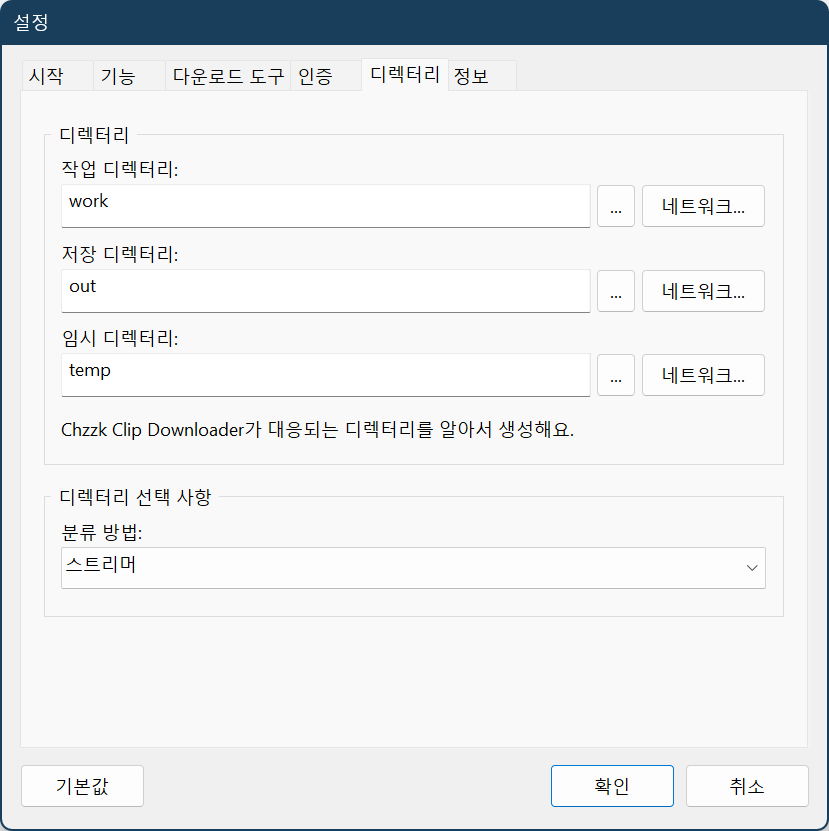 설정
시작 기능 다운로드 도구 인증 디렉터리 정보
디렉터리
작업 디렉터리:
work ... 네트워크...
저장 디렉터리:
out ... 네트워크...
임시 디렉터리:
temp ... 네트워크...
Chzzk Clip Downloader가 대응되는 디렉터리를 알아서 생성해요.
디렉터리 선택 사항
분류 방법:
스트리머
기본값 확인 취소